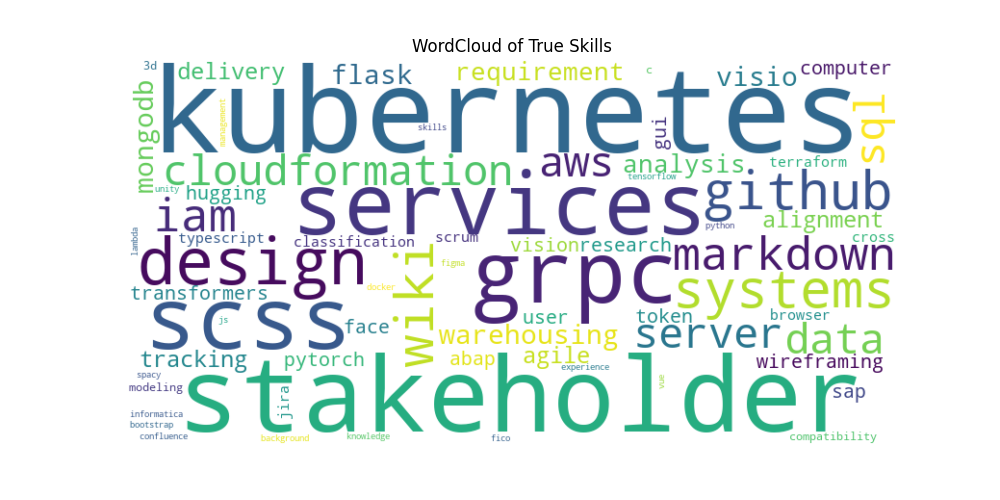 WordCloud of True Skills
3d delivery flask requirement c visio computer
kubernetes
mongodb
management
skills
gui
sql
cloudformation aws analysis terraform
tensorflow
unity hugging services github
iam alignment
python
lambda typescript classification scrum vision research cross
design wiki figma grpc markdown
docker
transformers systems
scss js face user token browser
warehousing server data
tracking pytorch abap agile wireframing
experience
spacy
modeling jira stakeholder vue sap
informatica
bootstrap
confluence background knowledge fico compatibility